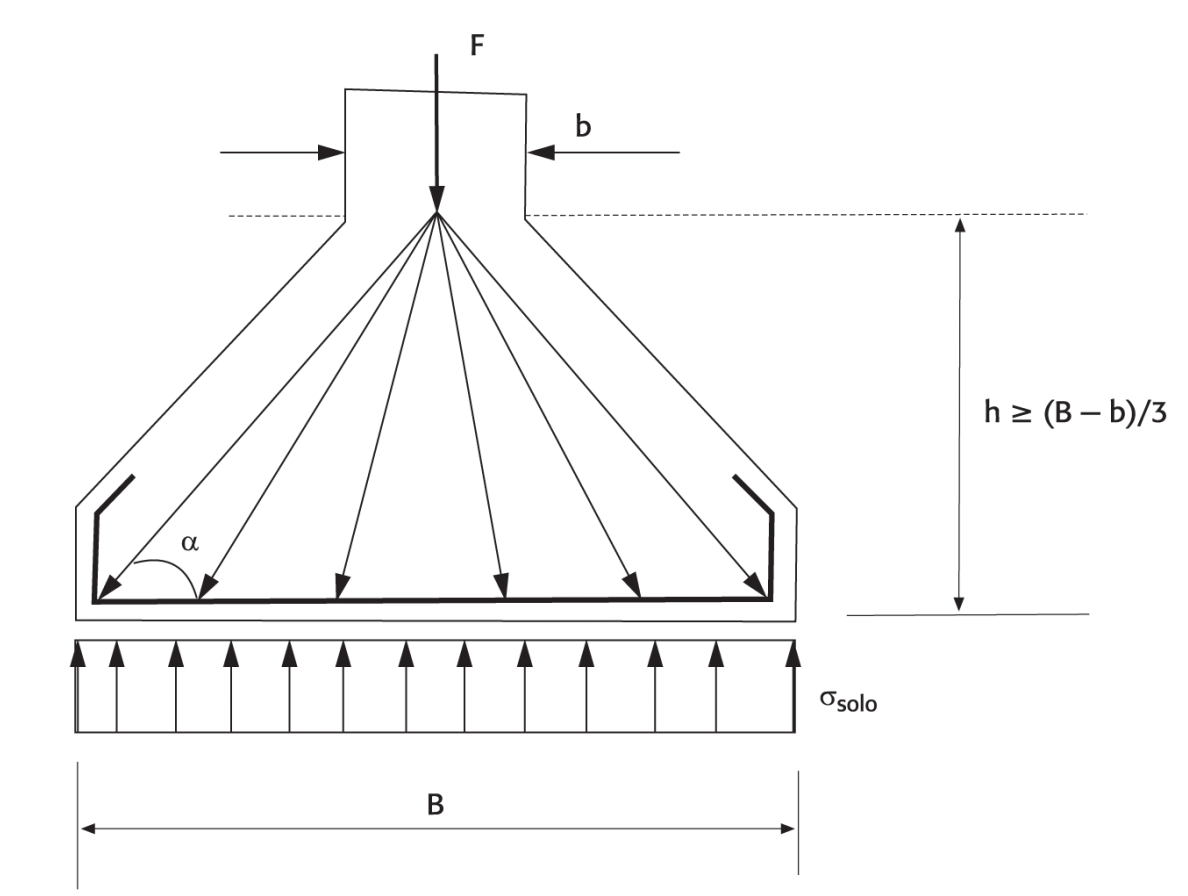 F
b
h ≥ (B – b)/3
α
σsolo
B